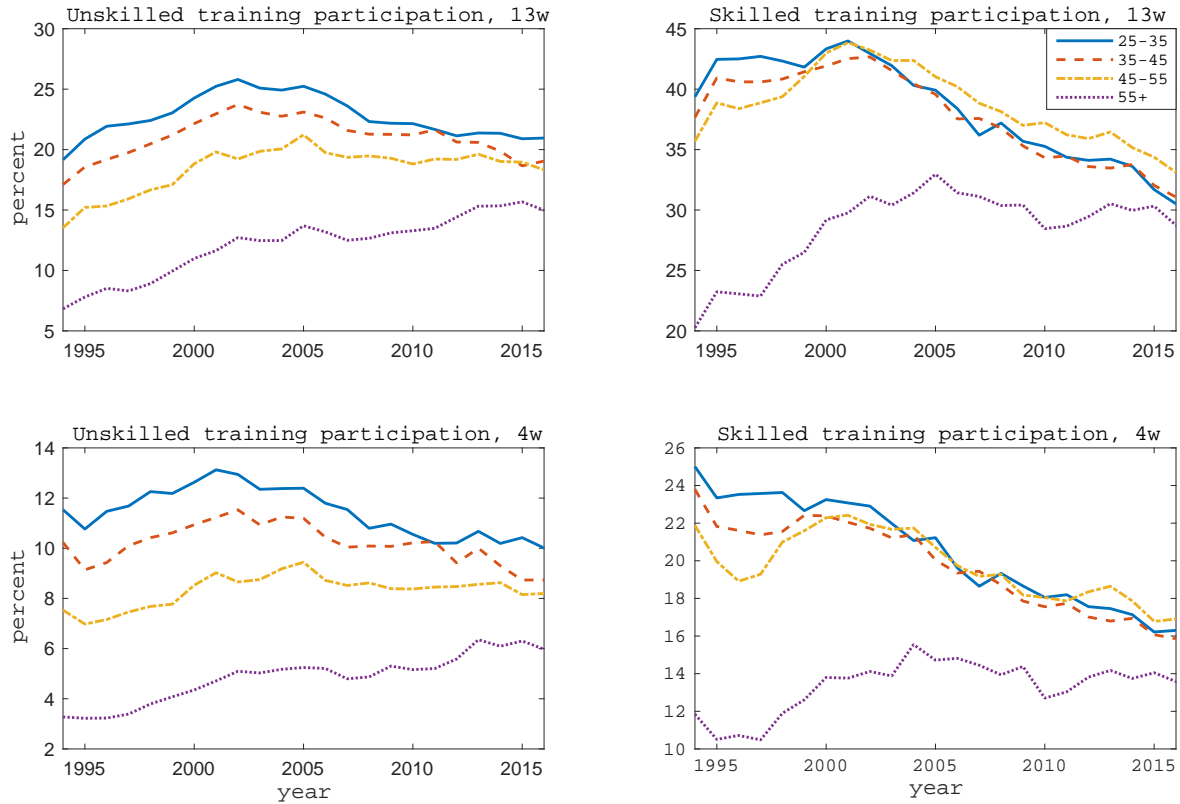 Unskilled training participation, 13w
30
25
20
15
10
5
percent
1995 2000 2005 2010 2015
Skilled training participation, 13w
45
40
35
30
25
20
25-35
35-45
45-55
55+
1995 2000 2005 2010 2015
Unskilled training participation, 4w
14
12
10
8
6
4
2
percent
1995 2000 2005 2010 2015
year
Skilled training participation, 4w
26
24
22
20
18
16
14
12
10
1995 2000 2005 2010 2015
year